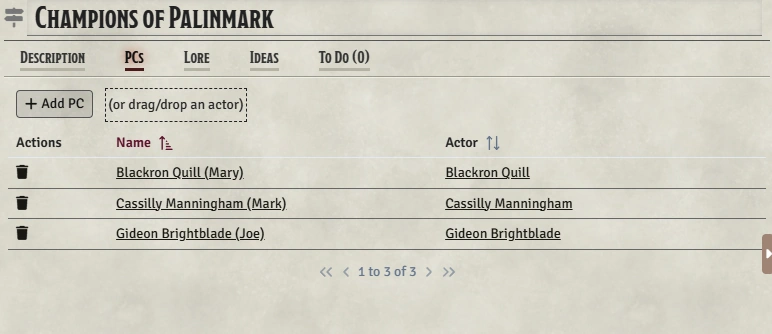 Champions of Palinmark
Description PCs Lore Ideas To Do (0)
+ Add PC (or drag/drop an actor)
Actions Name Actor
Blackron Quill (Mary) Blackron Quill
Cassilly Manningham (Mark) Cassilly Manningham
Gideon Brightblade (Joe) Gideon Brightblade
« ‹ 1 to 3 of 3 › »